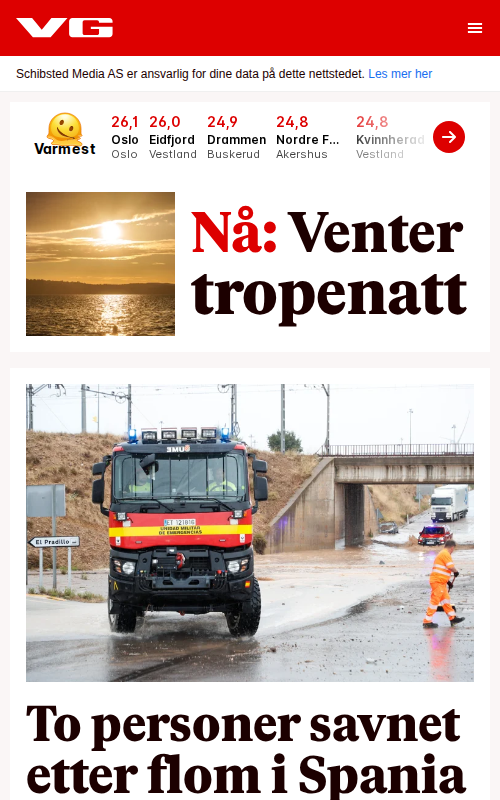 VG
Schibsted Media AS er ansvarlig for dine data på dette nettstedet. Les mer her
Varmest
26,1 26,0 24,9 24,8 24,8
Oslo Eidfjord Drammen Nordre F... Kvinnherad
Oslo Vestland Buskerud Akershus Vestland
Nå: Venter
tropenatt
UME
ET 121816
UNIDAD MILITAR
DE EMERGENCIAS
El Pradillo
To personer savnet
etter flom i Spania